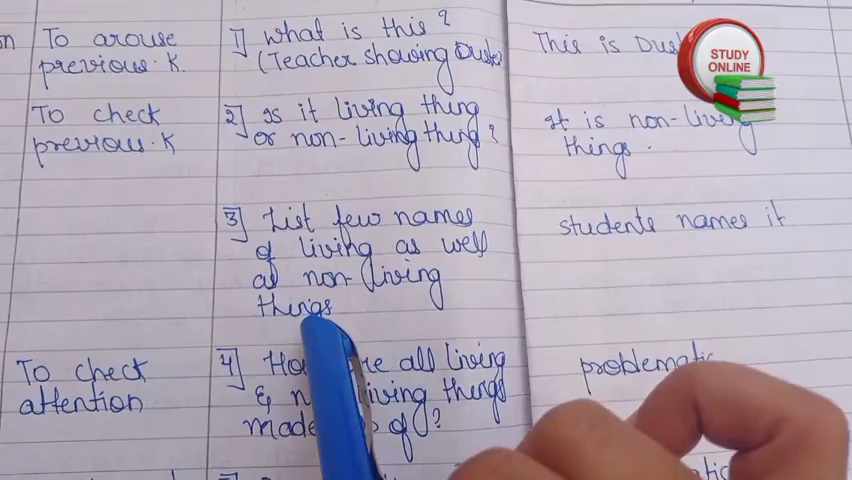 To arouse
previous. K.
1) What is this?
(Teacher showing
This is
STUDY
ONLINE
To check
previous. K
2) Is it living thing
or non-living thing?
It is non-living
things.
3) List few names
of living as well
as non-living
things
students names it
To check
attention
4) are all living
& living things
made of?
problematic